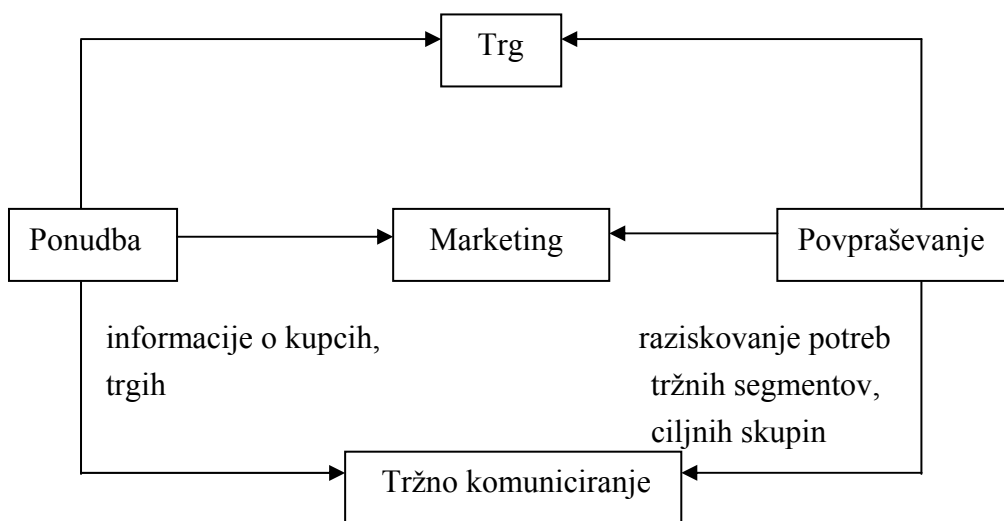 Trg
Ponudba
Marketing
Povpraševanje
informacije o kupcih,
trgih
raziskovanje potreb
tržnih segmentov,
ciljnih skupin
Tržno komuniciranje